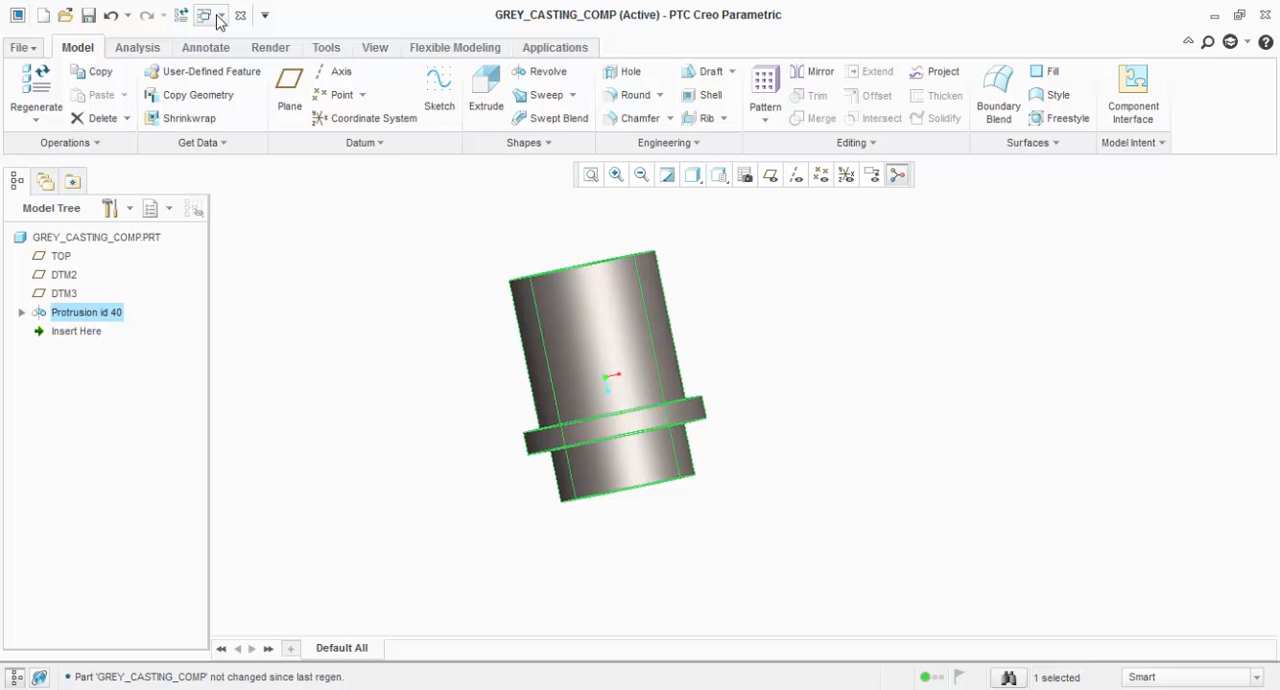 GREY_CASTING_COMP (Active) - PTC Creo Parametric
File Model Analysis Annotate Render Tools View Flexible Modeling Applications
Regenerate
Copy
Paste
Delete
Operations
User-Defined Feature
Copy Geometry
Shrinkwrap
Get Data
Plane
Axis
Point
Coordinate System
Sketch
Datum
Extrude
Revolve
Sweep
Swept Blend
Shapes
Hole
Round
Chamfer
Draft
Shell
Rib
Engineering
Pattern
Mirror
Trim
Merge
Extend
Offset
Intersect
Project
Thicken
Solidify
Editing
Boundary
Blend
Fill
Style
Freestyle
Surfaces
Component
Interface
Model Intent
Model Tree
GREY_CASTING_COMP.PRT
TOP
DTM2
DTM3
Protrusion id 40
Insert Here
Default All
Part 'GREY_CASTING_COMP' not changed since last regen.
1 selected
Smart